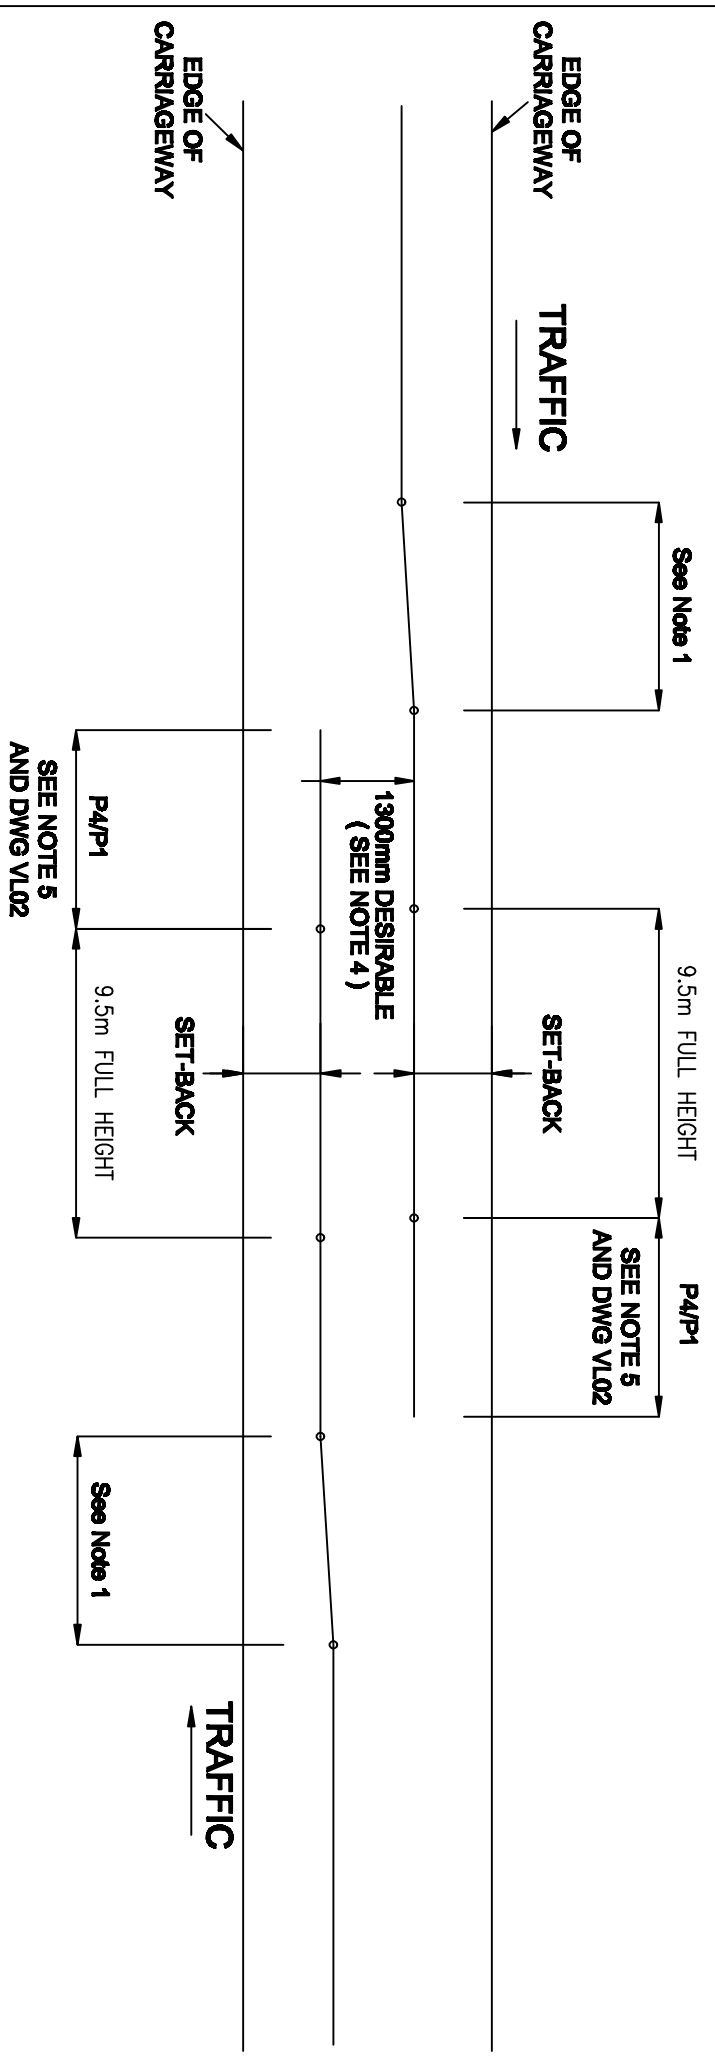 See Note 1
9.5m FULL HEIGHT
P4/P1
SEE NOTE 5
AND DWG VL02
EDGE OF
CARRIAGEWAY
TRAFFIC
SET-BACK
1300mm DESIRABLE
( SEE NOTE 4 )
EDGE OF
CARRIAGEWAY
SET-BACK
TRAFFIC
P4/P1
SEE NOTE 5
AND DWG VL02
9.5m FULL HEIGHT
See Note 1